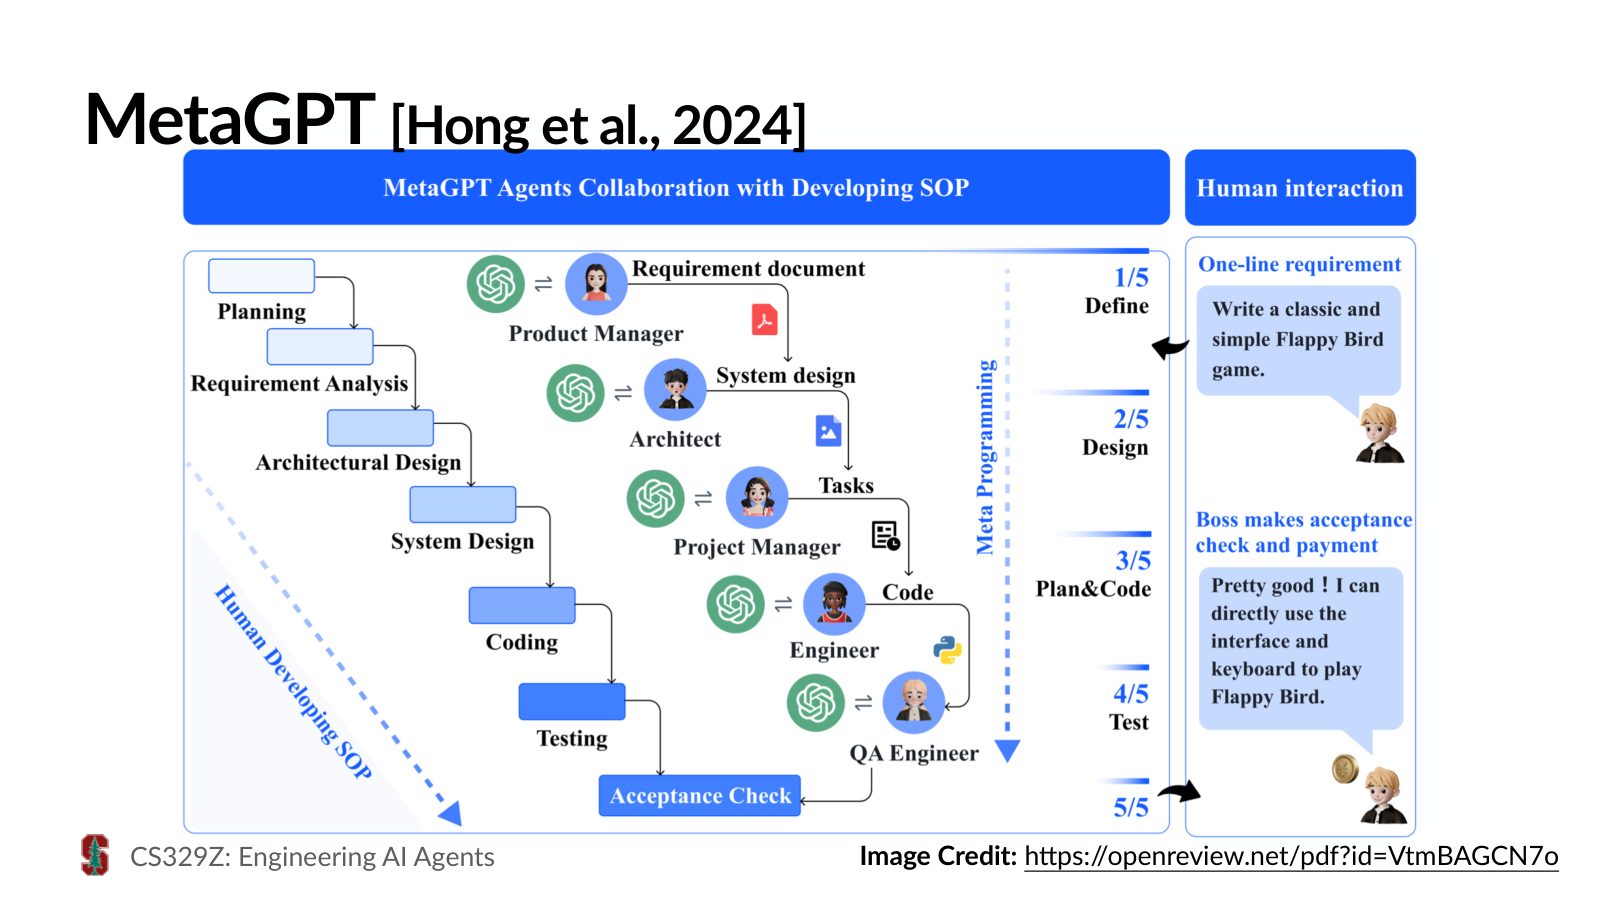 MetaGPT [Hong et al., 2024]
MetaGPT Agents Collaboration with Developing SOP
Human interaction
Planning
Requirement Analysis
Architectural Design
System Design
Coding
Testing
Acceptance Check
Human Developing SOP
Requirement document
Product Manager
System design
Architect
Tasks
Project Manager
Code
Engineer
QA Engineer
Meta Programming
1/5
Define
2/5
Design
3/5
Plan&Code
4/5
Test
5/5
One-line requirement
Write a classic and
simple Flappy Bird
game.
Boss makes acceptance
check and payment
Pretty good ! I can
directly use the
interface and
keyboard to play
Flappy Bird.
CS329Z: Engineering AI Agents
Image Credit: https://openreview.net/pdf?id=VtmBAGCN7o